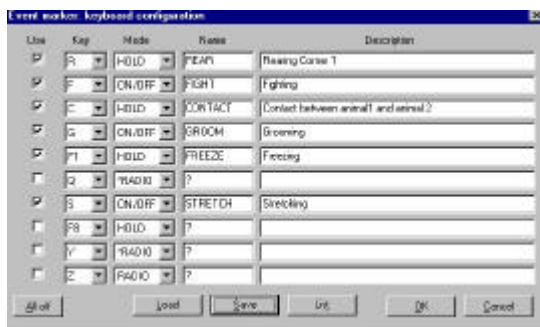 Event marker: keyboard configuration
Use Key Mode Name Description
R HOLD REAR Rearing Corner 1
F ON/OFF FIGHT Fighting
C HOLD CONTACT Contact between animal1 and animal 2
G ON/OFF GROOM Grooming
F1 HOLD FREEZE Freezing
Q *RADIO ?
S ON/OFF STRETCH Stretching
F8 HOLD ?
Y *RADIO ?
Z RADIO ?
All off Load Save OK Cancel